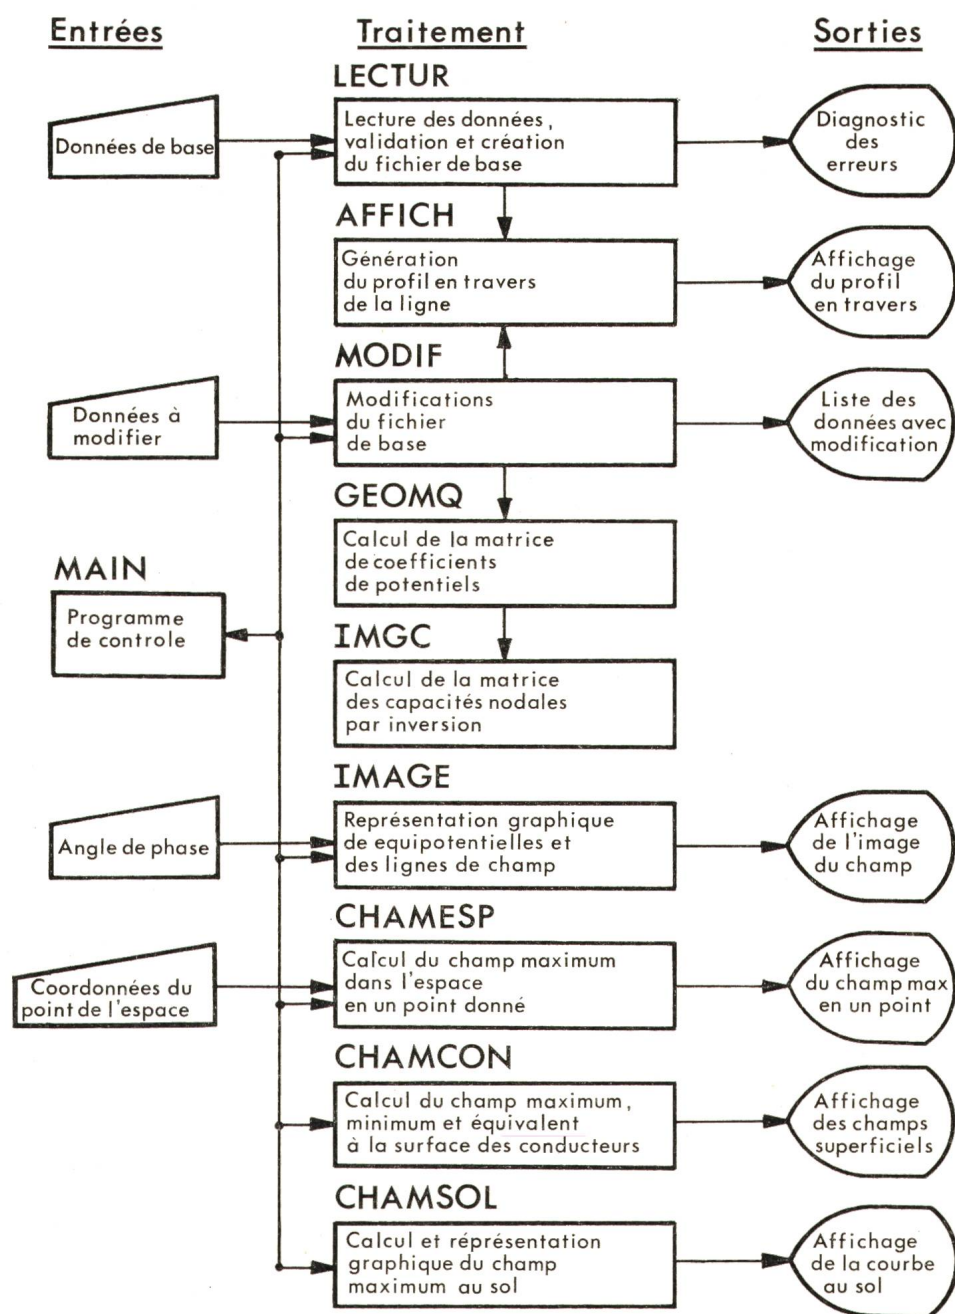 Entrées
Traitement
Sorties
LECTUR
Données de base
Lecture des données,
validation et création
du fichier de base
Diagnostic
des
erreurs
AFFICH
Génération
du profil en travers
de la ligne
Affichage
du profil
en travers
MODIF
Données à
modifier
Modifications
du fichier
de base
Liste des
données avec
modification
GEOMQ
Calcul de la matrice
de coefficients
de potentiels
MAIN
Programme
de controle
IMGC
Calcul de la matrice
des capacités nodales
par inversion
IMAGE
Angle de phase
Représentation graphique
de equipotentielles et
des lignes de champ
Affichage
de l'image
du champ
CHAMESP
Coordonnées du
point de l'espace
Calcul du champ maximum
dans l'espace
en un point donné
Affichage
du champ max
en un point
CHAMCON
Calcul du champ maximum,
minimum et équivalent
à la surface des conducteurs
Affichage
des champs
superficiels
CHAMSOL
Calcul et réprésentation
graphique du champ
maximum au sol
Affichage
de la courbe
au sol